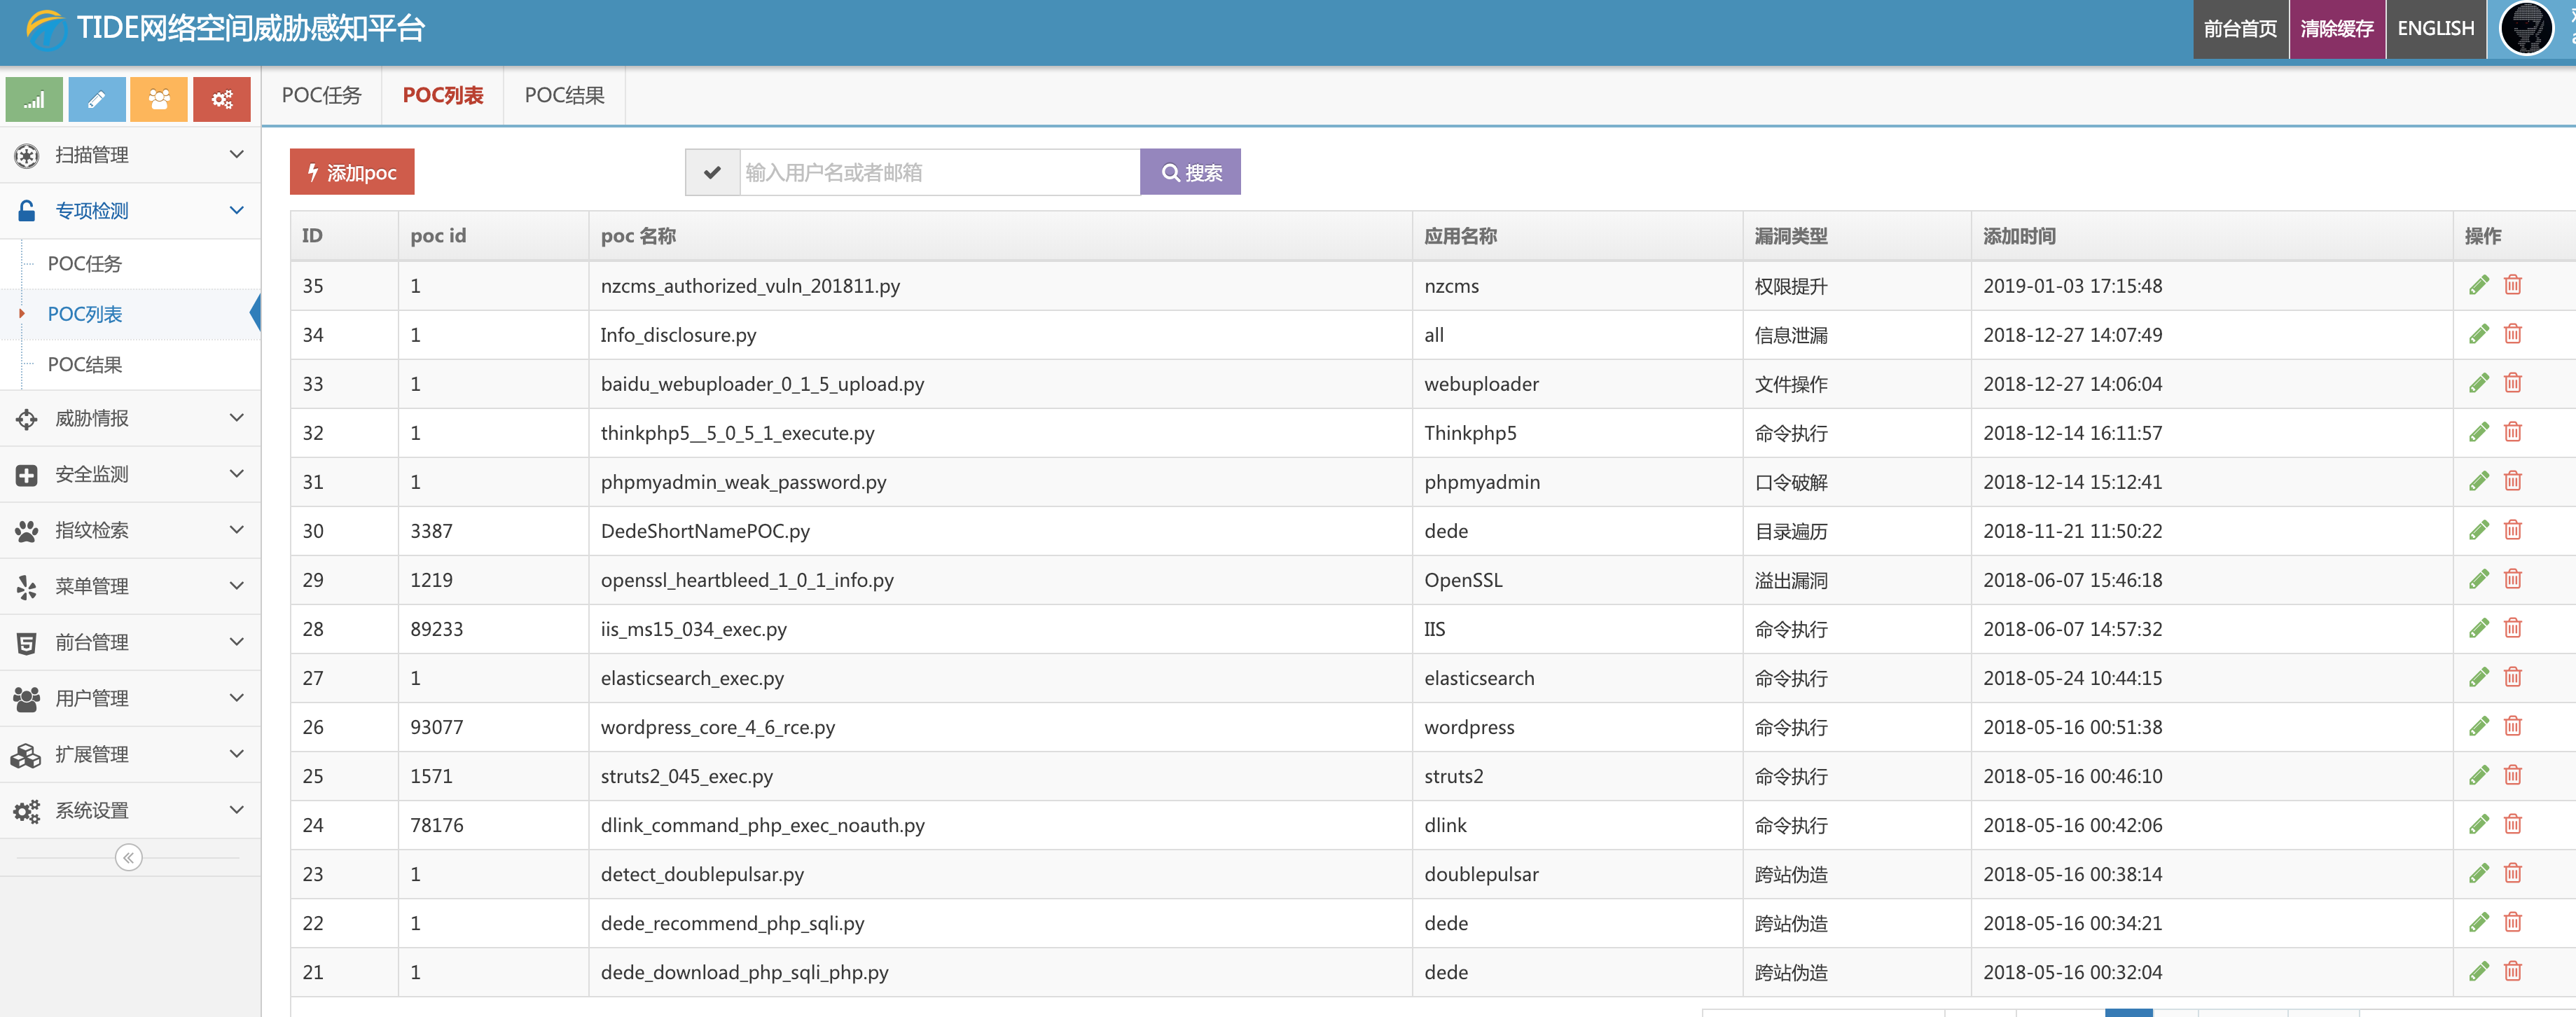 TIDE网络空间威胁感知平台
前台首页 清除缓存 ENGLISH
POC任务 POC列表 POC结果
扫描管理
专项检测
POC任务
POC列表
POC结果
威胁情报
安全监测
指纹检索
菜单管理
前台管理
用户管理
扩展管理
系统设置
添加poc 输入用户名或者邮箱 搜索
ID poc id poc 名称 应用名称 漏洞类型 添加时间 操作
35 1 nzcms_authorized_vuln_201811.py nzcms 权限提升 2019-01-03 17:15:48
34 1 Info_disclosure.py all 信息泄漏 2018-12-27 14:07:49
33 1 baidu_webuploader_0_1_5_upload.py webuploader 文件操作 2018-12-27 14:06:04
32 1 thinkphp5__5_0_5_1_execute.py Thinkphp5 命令执行 2018-12-14 16:11:57
31 1 phpmyadmin_weak_password.py phpmyadmin 口令破解 2018-12-14 15:12:41
30 3387 DedeShortNamePOC.py dede 目录遍历 2018-11-21 11:50:22
29 1219 openssl_heartbleed_1_0_1_info.py OpenSSL 溢出漏洞 2018-06-07 15:46:18
28 89233 iis_ms15_034_exec.py IIS 命令执行 2018-06-07 14:57:32
27 1 elasticsearch_exec.py elasticsearch 命令执行 2018-05-24 10:44:15
26 93077 wordpress_core_4_6_rce.py wordpress 命令执行 2018-05-16 00:51:38
25 1571 struts2_045_exec.py struts2 命令执行 2018-05-16 00:46:10
24 78176 dlink_command_php_exec_noauth.py dlink 命令执行 2018-05-16 00:42:06
23 1 detect_doublepulsar.py doublepulsar 跨站伪造 2018-05-16 00:38:14
22 1 dede_recommend_php_sqli.py dede 跨站伪造 2018-05-16 00:34:21
21 1 dede_download_php_sqli_php.py dede 跨站伪造 2018-05-16 00:32:04